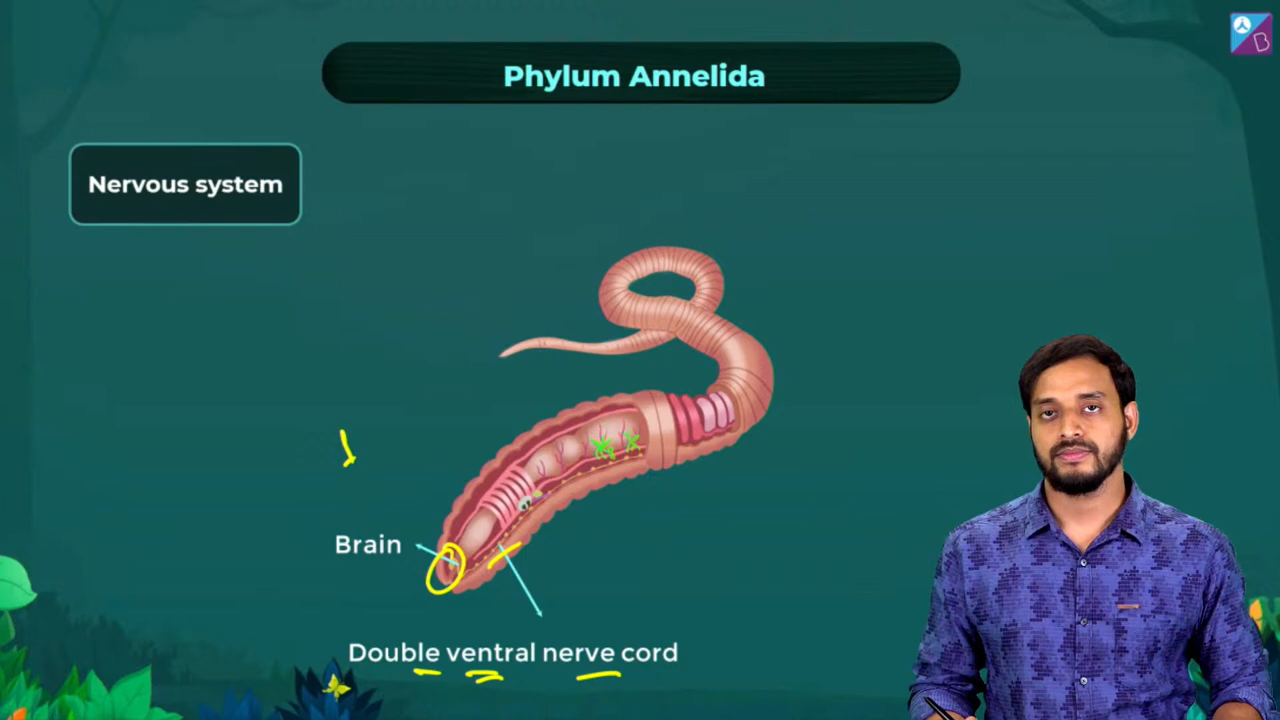 Phylum Annelida
Nervous system
Brain
Double ventral nerve cord